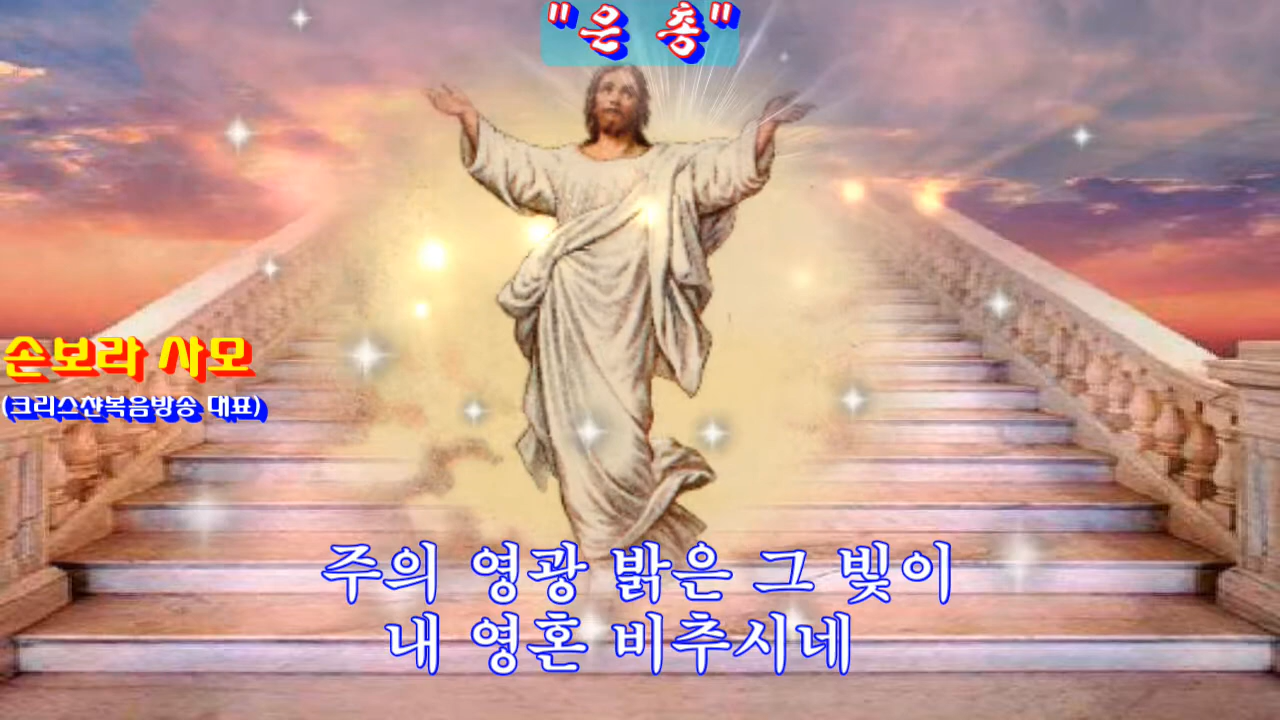 "은 총"
손보라 사모
(크리스챤복음방송 대표)
주의 영광 밝은 그 빛이
내 영혼 비추시네